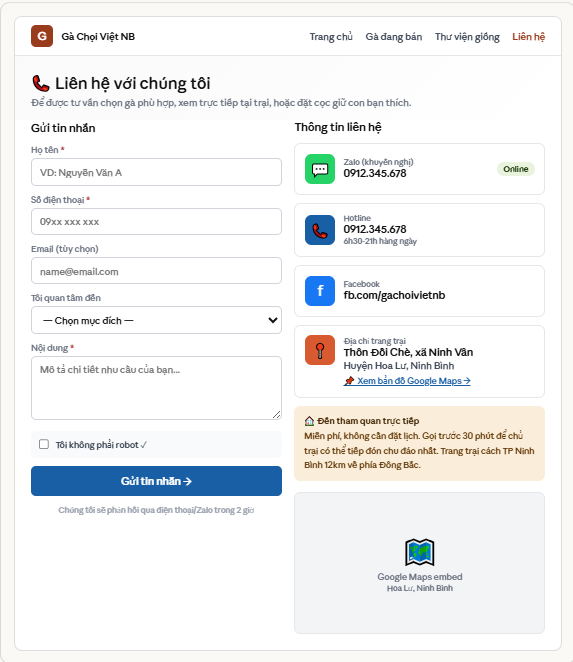 G Gà Chọi Việt NB Trang chủ Gà đang bán Thư viện giống Liên hệ
Liên hệ với chúng tôi
Để được tư vấn chọn gà phù hợp, xem trực tiếp tại trại, hoặc đặt cọc giữ con bạn thích.
Gửi tin nhắn
Họ tên *
VD: Nguyễn Văn A
Số điện thoại *
09xx xxx xxx
Email (tùy chọn)
name@email.com
Tôi quan tâm đến
— Chọn mục đích —
Nội dung *
Mô tả chi tiết nhu cầu của bạn...
Tôi không phải robot ✓
Gửi tin nhắn →
Chúng tôi sẽ phản hồi qua điện thoại/Zalo trong 2 giờ
Thông tin liên hệ
Zalo (khuyến nghị)
0912.345.678
Online
Hotline
0912.345.678
6h30-21h hàng ngày
f
Facebook
fb.com/gachoivietnb
Địa chỉ trang trại
Thôn Đồi Chè, xã Ninh Vân
Huyện Hoa Lư, Ninh Bình
Xem bản đồ Google Maps →
Đến tham quan trực tiếp
Miễn phí, không cần đặt lịch. Gọi trước 30 phút để chủ
trại có thể tiếp đón chu đáo nhất. Trang trại cách TP Ninh
Bình 12km về phía Đông Bắc.
Google Maps embed
Hoa Lư, Ninh Bình